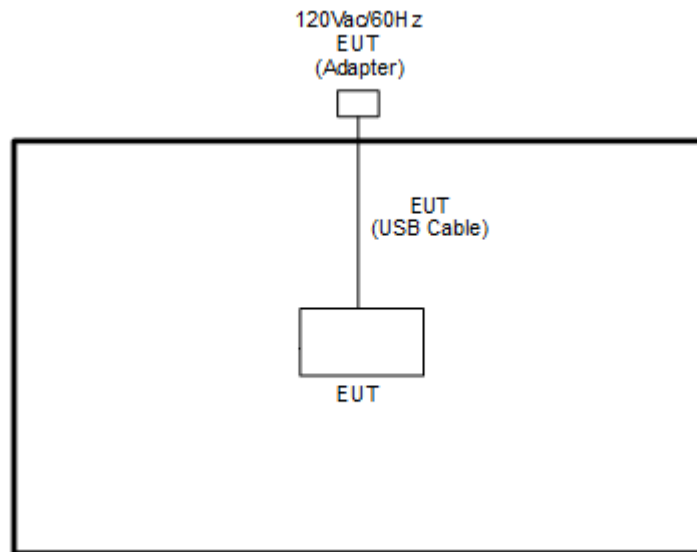 120Vac/60Hz
EUT
(Adapter)
EUT
(USB Cable)
EUT